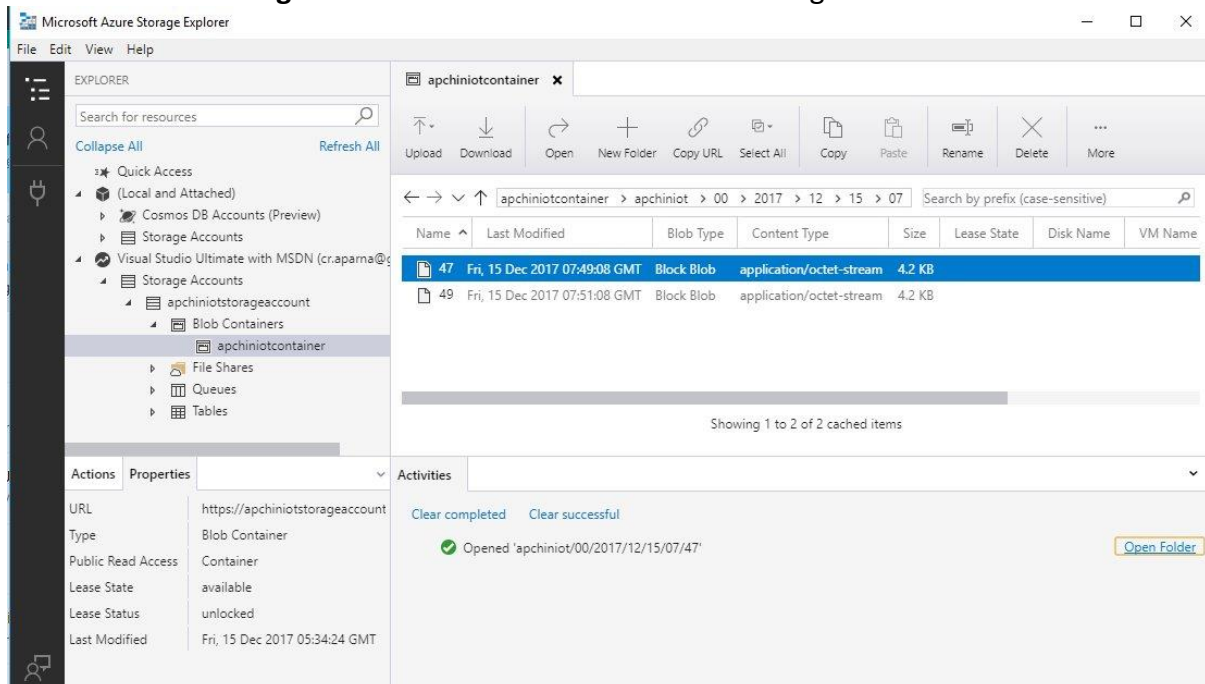 Microsoft Azure Storage Explorer
File Edit View Help
EXPLORER
Search for resources
Collapse All Refresh All
Quick Access
(Local and Attached)
Cosmos DB Accounts (Preview)
Storage Accounts
Visual Studio Ultimate with MSDN (cr.aparna@g
Storage Accounts
apchiniotstorageaccount
Blob Containers
apchiniotcontainer
File Shares
Queues
Tables
Actions Properties
URL https://apchiniotstorageaccount
Type Blob Container
Public Read Access Container
Lease State available
Lease Status unlocked
Last Modified Fri, 15 Dec 2017 05:34:24 GMT
apchiniotcontainer
Upload Download Open New Folder Copy URL Select All Copy Paste Rename Delete More
apchiniotcontainer > apchiniot > 00 > 2017 > 12 > 15 > 07 Search by prefix (case-sensitive)
Name Last Modified Blob Type Content Type Size Lease State Disk Name VM Name
47 Fri, 15 Dec 2017 07:49:08 GMT Block Blob application/octet-stream 4.2 KB
49 Fri, 15 Dec 2017 07:51:08 GMT Block Blob application/octet-stream 4.2 KB
Showing 1 to 2 of 2 cached items
Activities
Clear completed Clear successful
Opened 'apchiniot/00/2017/12/15/07/47' Open Folder